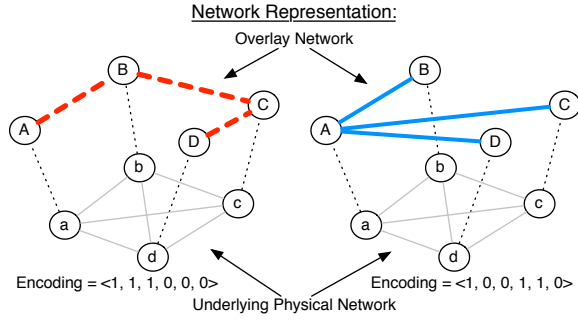 Network Representation:
Overlay Network
B
C
A
D
b
c
a
d
B
C
A
D
b
c
a
d
Encoding = <1, 1, 1, 0, 0, 0>
Encoding = <1, 0, 0, 1, 1, 0>
Underlying Physical Network